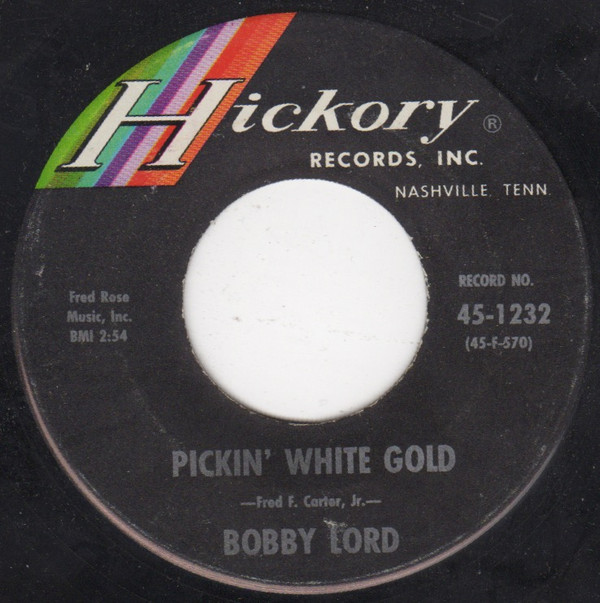 Hickory ®
RECORDS, INC.
NASHVILLE, TENN.
Fred Rose
Music, Inc.
BMI 2:54
RECORD NO.
45-1232
(45-F-570)
PICKIN' WHITE GOLD
—Fred F. Carter, Jr.—
BOBBY LORD